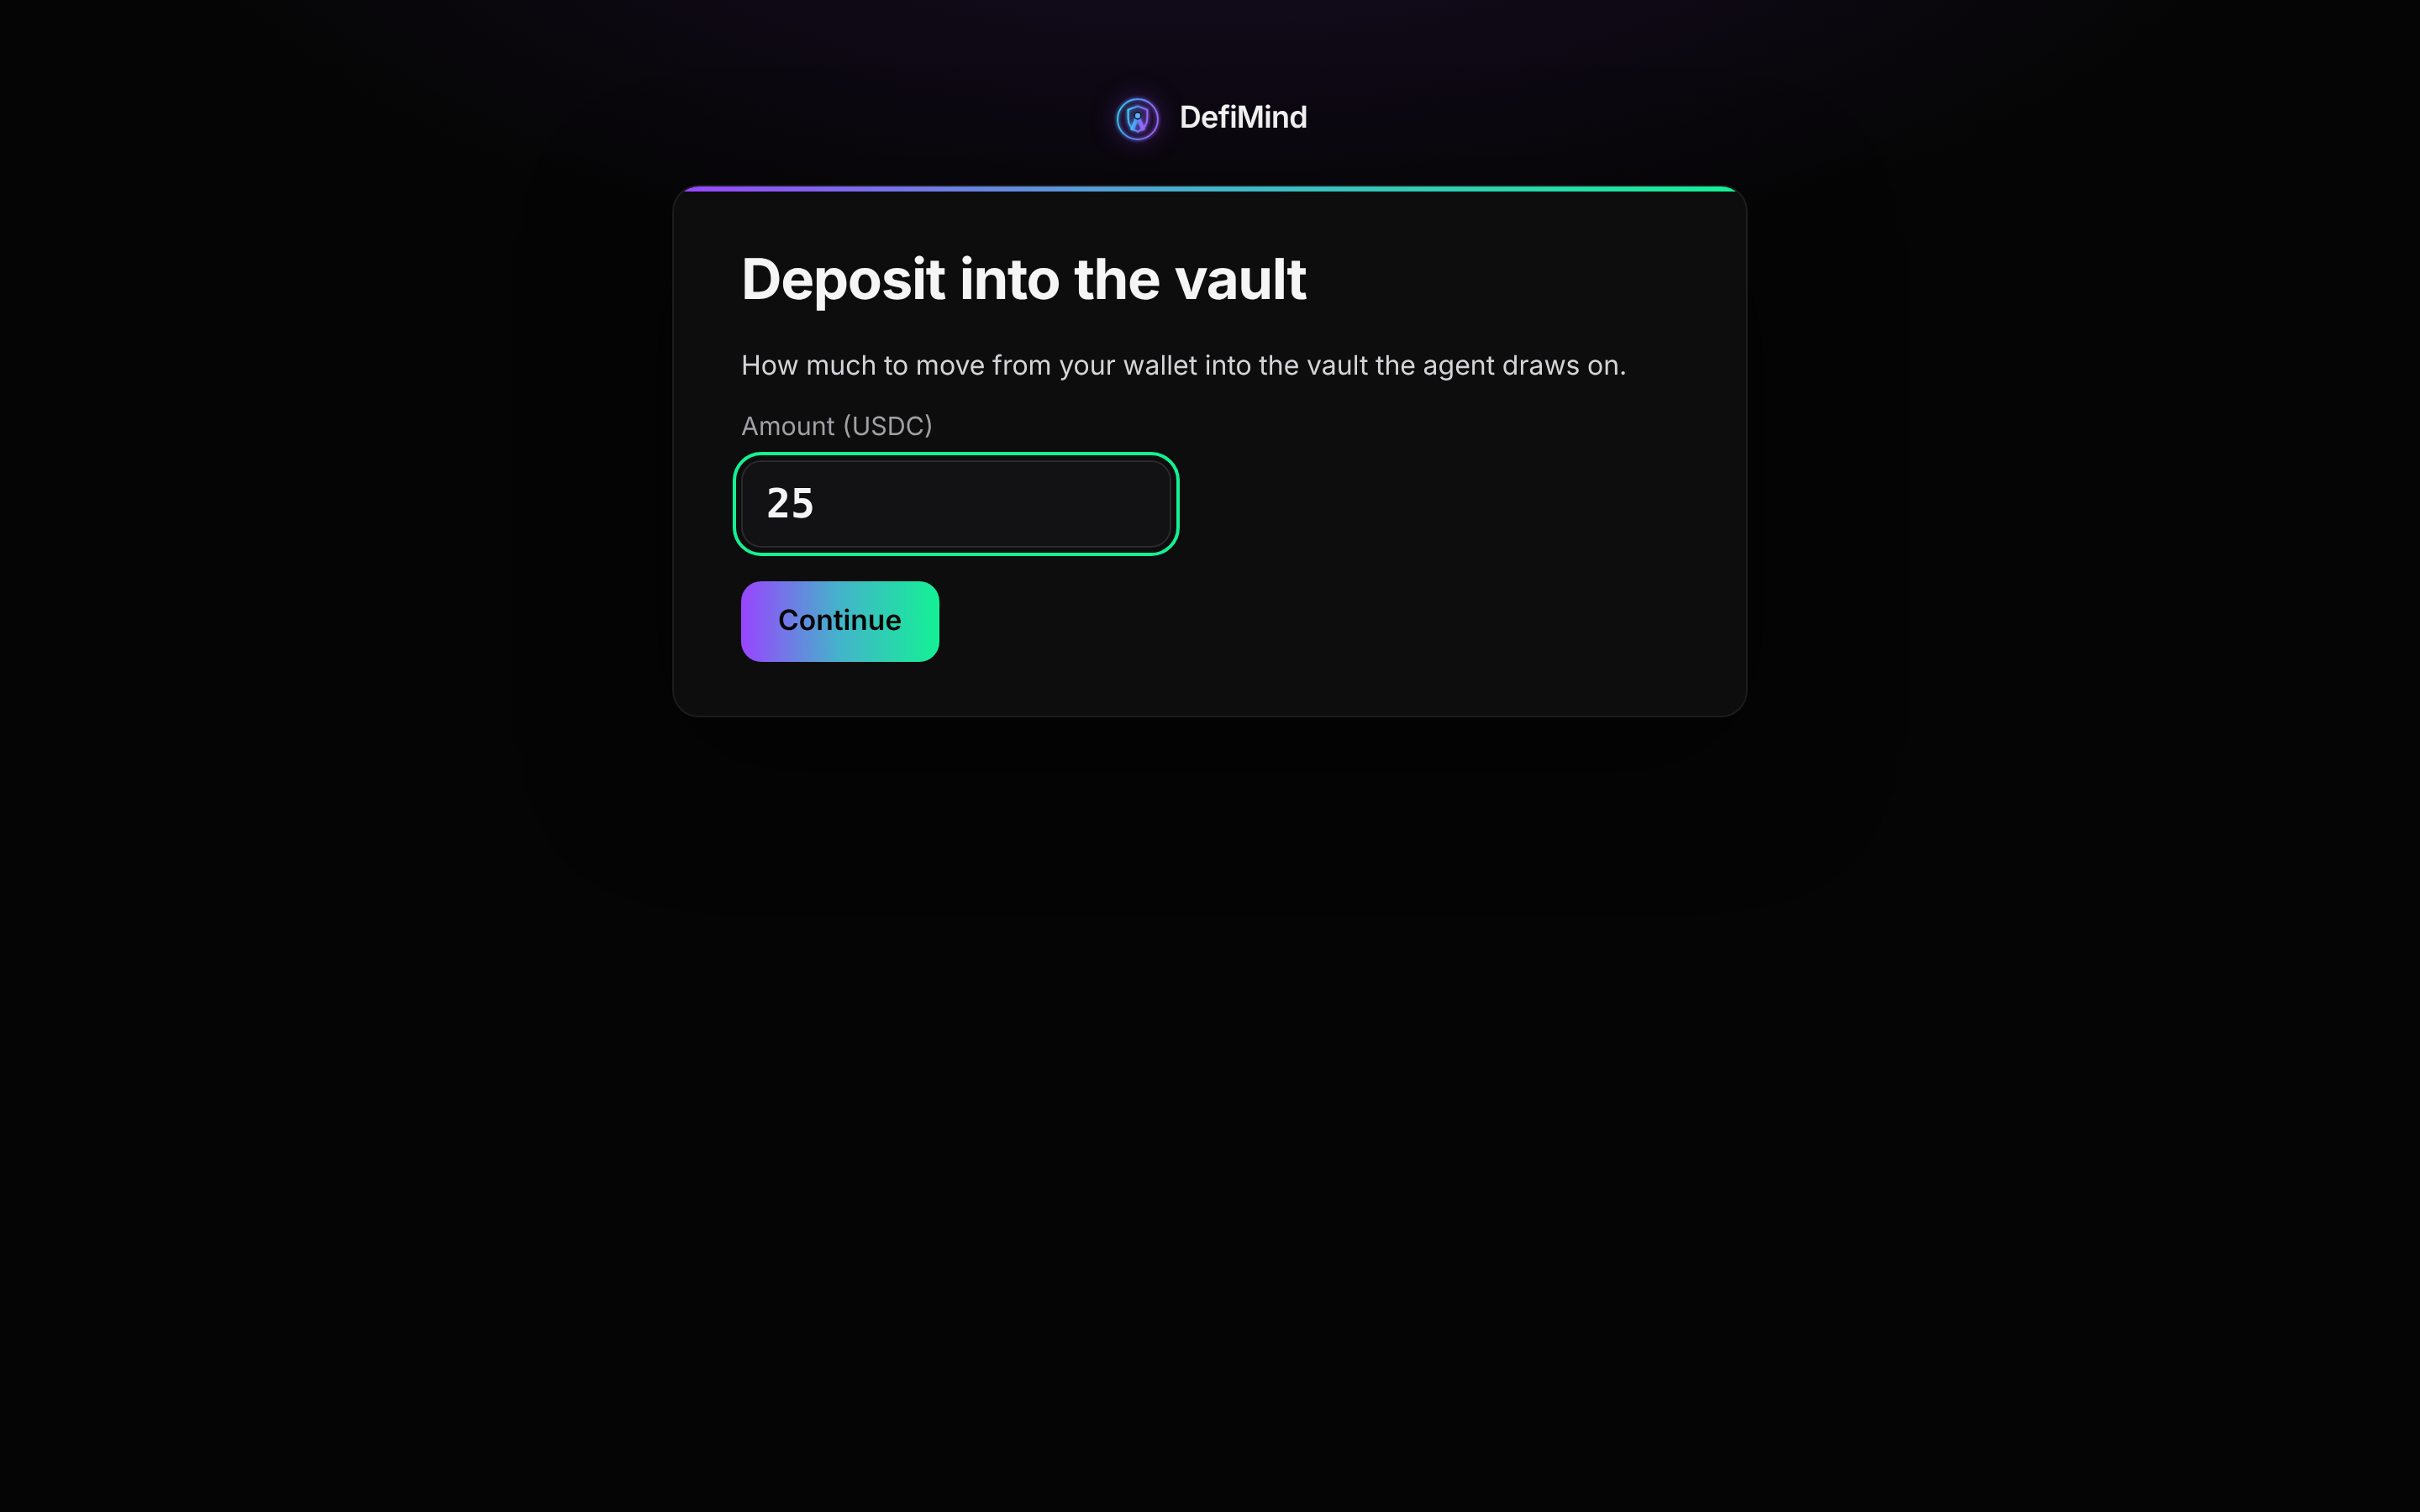 DefiMind
Deposit into the vault
How much to move from your wallet into the vault the agent draws on.
Amount (USDC)
25
Continue